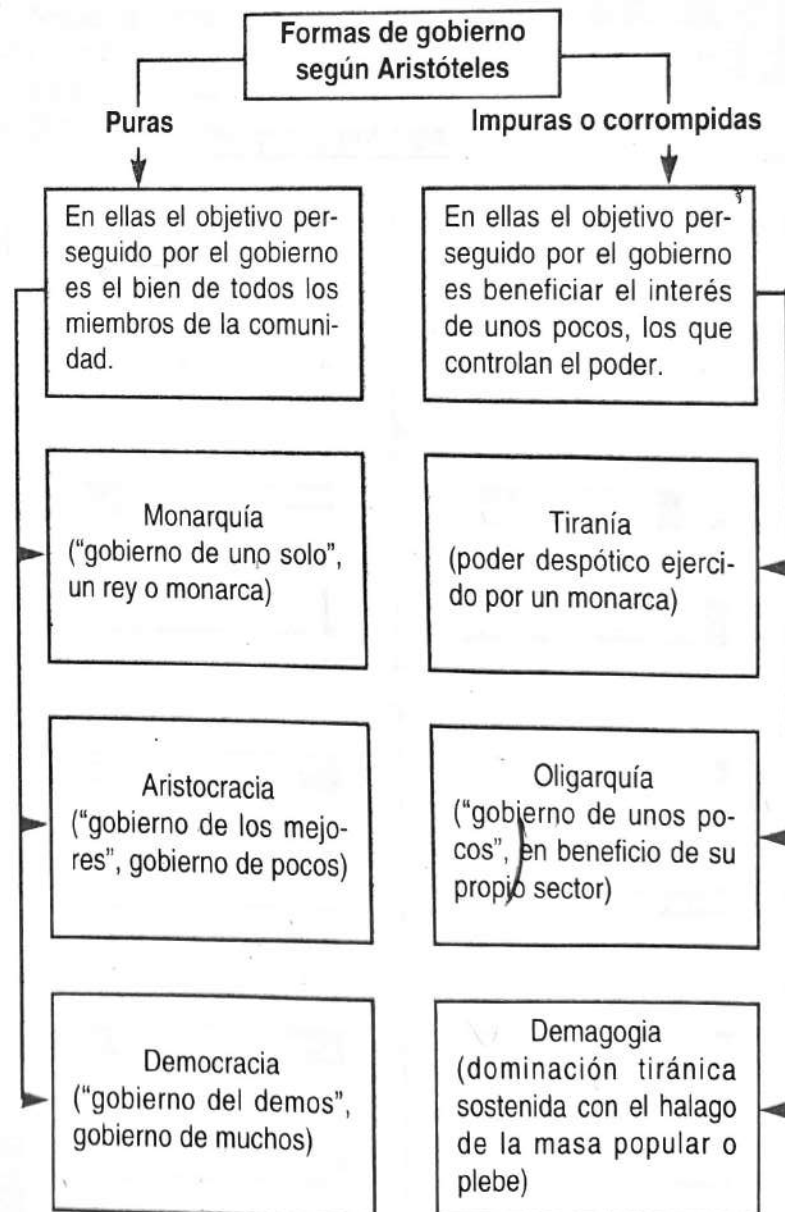 Formas de gobierno
según Aristóteles
Puras
Impuras o corrompidas
En ellas el objetivo per-
seguido por el gobierno
es el bien de todos los
miembros de la comuni-
dad.
En ellas el objetivo per-
seguido por el gobierno
es beneficiar el interés
de unos pocos, los que
controlan el poder.
Monarquía
(“gobierno de uno solo”,
un rey o monarca)
Tiranía
(poder despótico ejerci-
do por un monarca)
Aristocracia
(“gobierno de los mejo-
res”, gobierno de pocos)
Oligarquía
(“gobierno de unos po-
cos”, en beneficio de su
propio sector)
Democracia
(“gobierno del demos”,
gobierno de muchos)
Demagogia
(dominación tiránica
sostenida con el halago
de la masa popular o
plebe)